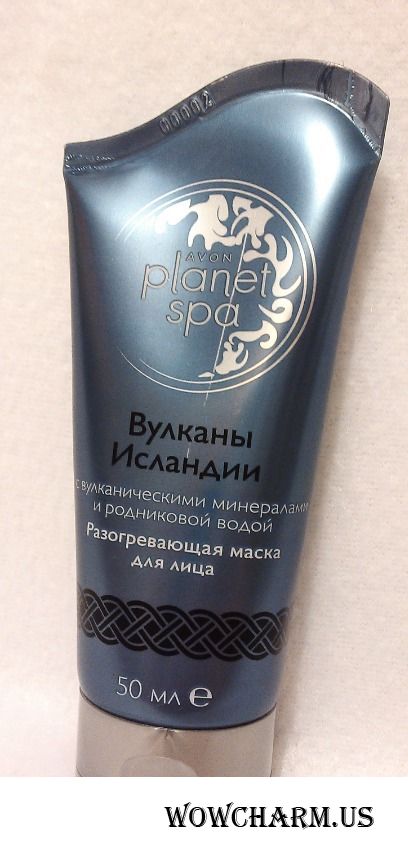 AVON
planet
spa
Вулканы
Исландии
с вулканическими минералами
и родниковой водой
Разогревающая маска
для лица
50 мл e
WOWCHARM.US